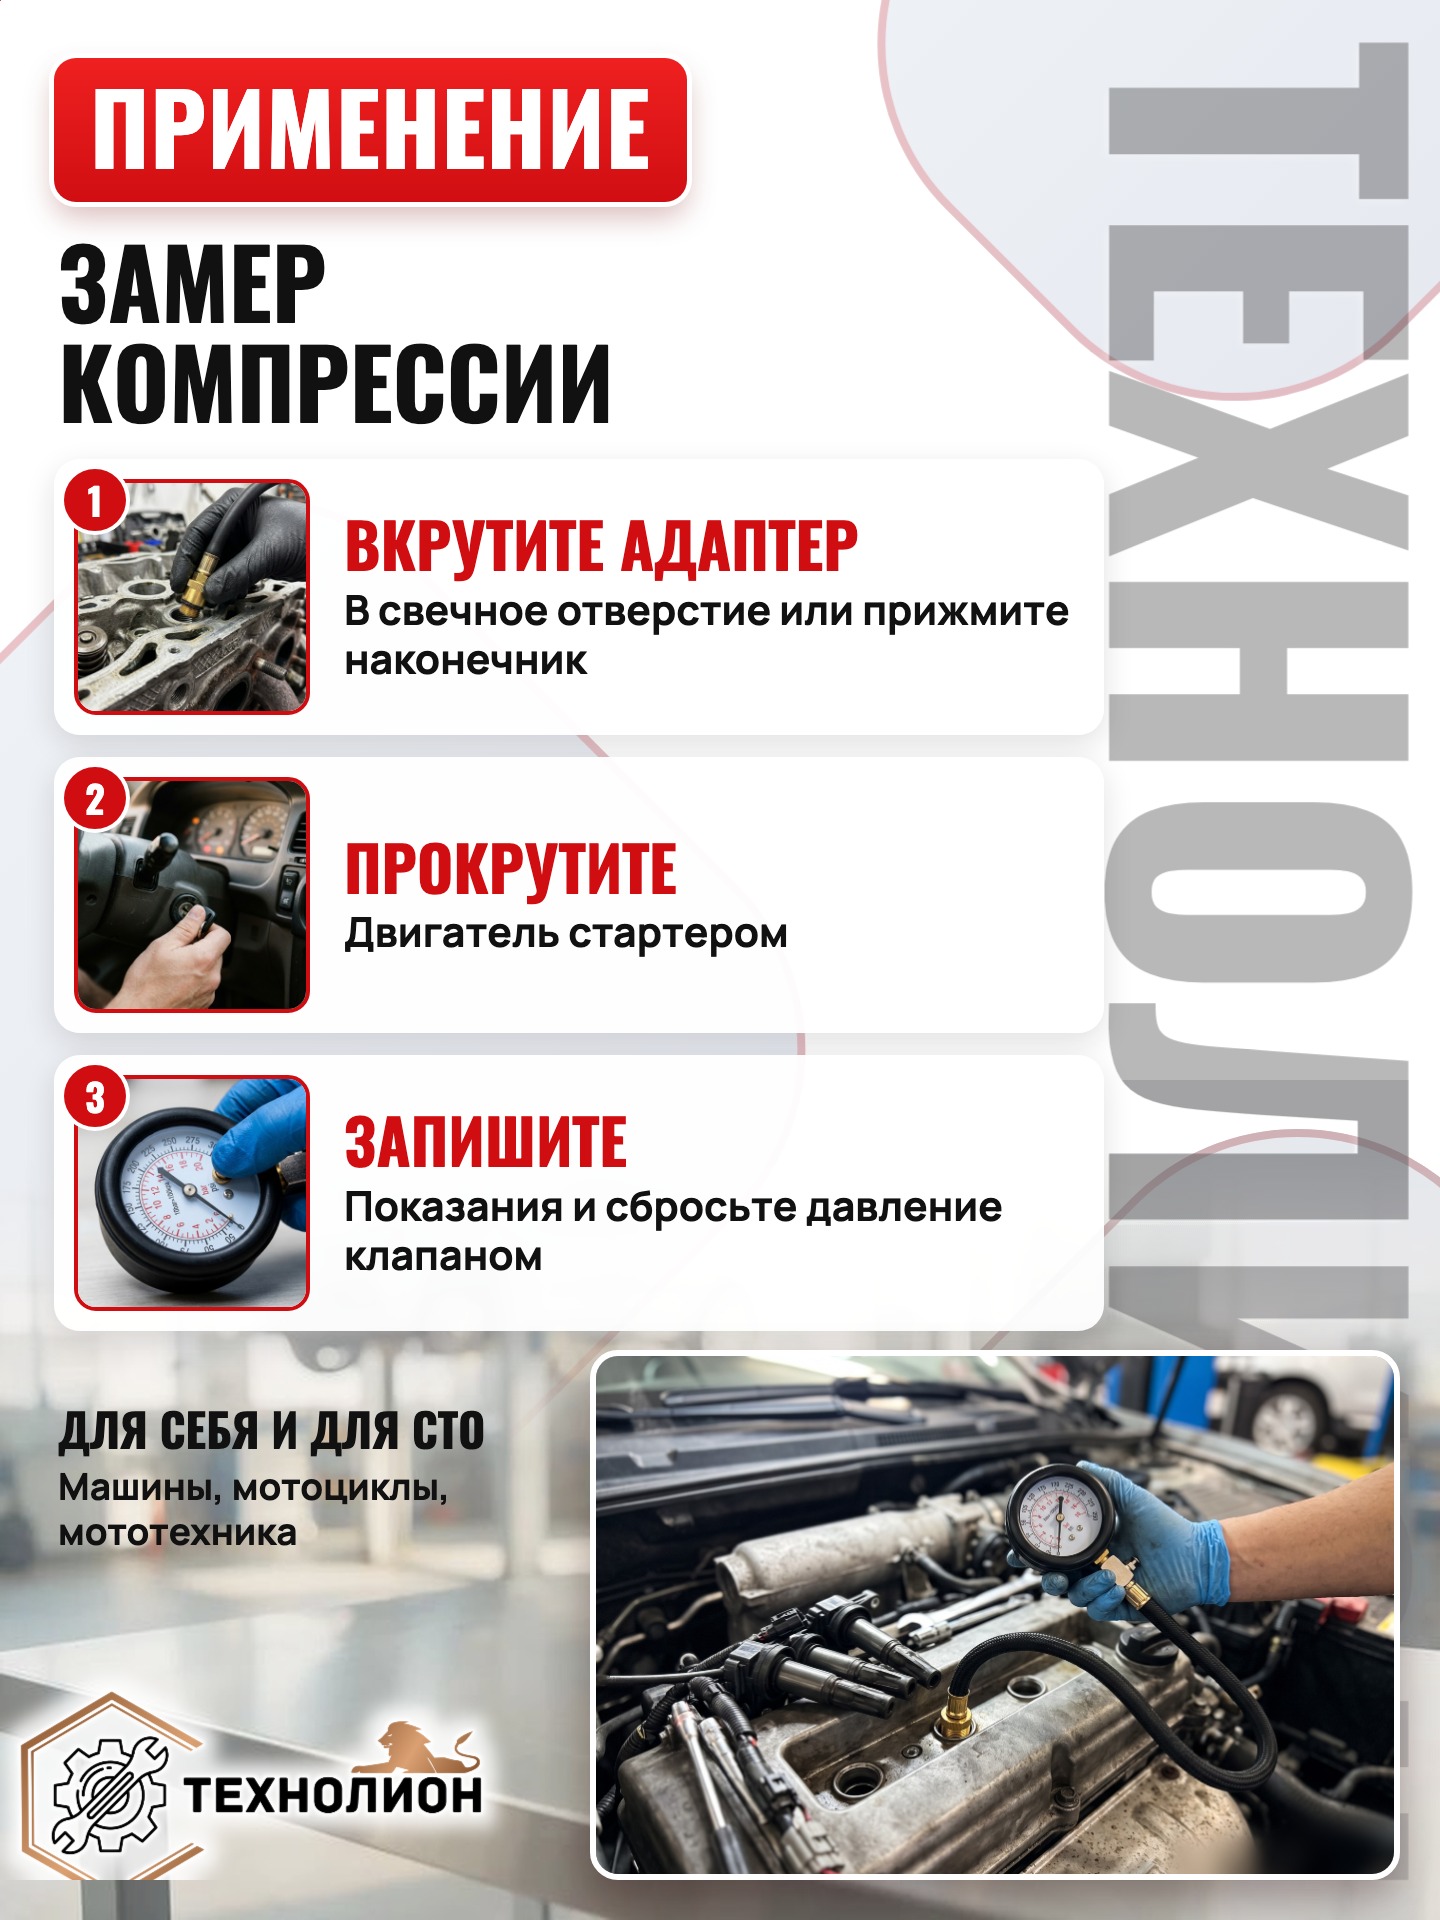 ПРИМЕНЕНИЕ
ЗАМЕР
КОМПРЕССИИ
1
ВКРУТИТЕ АДАПТЕР
В свечное отверстие или прижмите
наконечник
2
ПРОКРУТИТЕ
Двигатель стартером
3
ЗАПИШИТЕ
Показания и сбросьте давление
клапаном
ДЛЯ СЕБЯ И ДЛЯ СТО
Машины, мотоциклы,
мототехника
ТЕХНОЛИОН